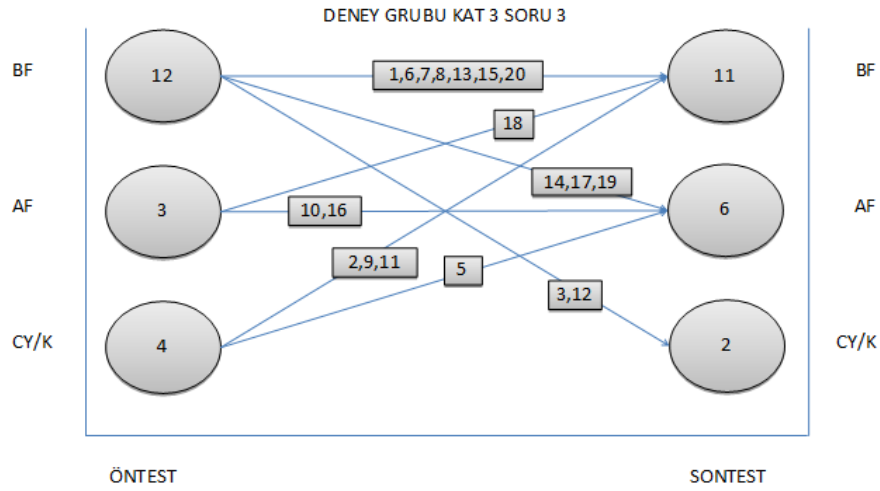 DENEY GRUBU KAT 3 SORU 3
BF 12 1,6,7,8,13,15,20 11 BF
18
14,17,19
AF 3 10,16 6 AF
2,9,11 5
3,12
CY/K 4 2 CY/K
ÖNTEST SONTEST